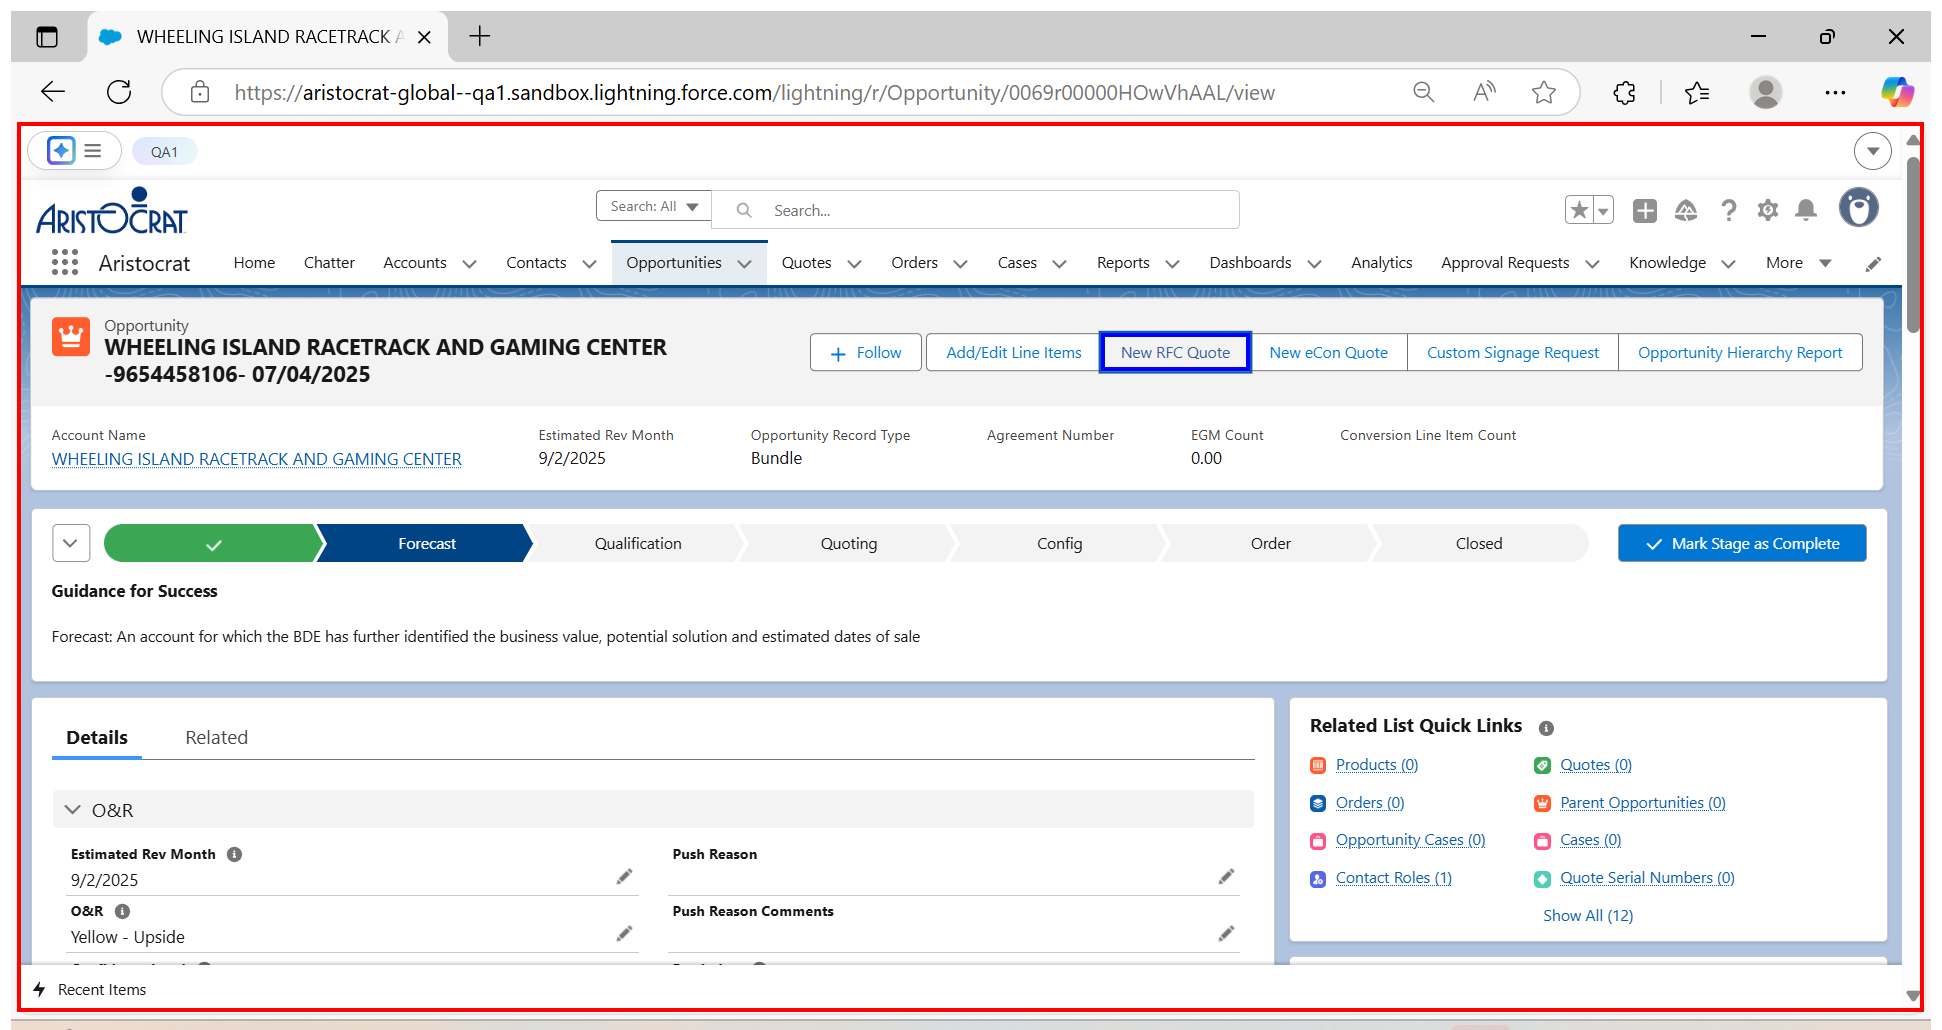 WHEELING ISLAND RACETRACK A
https://aristocrat-global--qa1.sandbox.lightning.force.com/lightning/r/Opportunity/0069r00000HOwVhAAL/view
QA1
ARISTOCRAT
Search: All
Search...
Aristocrat
Home
Chatter
Accounts
Contacts
Opportunities
Quotes
Orders
Cases
Reports
Dashboards
Analytics
Approval Requests
Knowledge
More
Opportunity
WHEELING ISLAND RACETRACK AND GAMING CENTER
-9654458106- 07/04/2025
Follow
Add/Edit Line Items
New RFC Quote
New eCon Quote
Custom Signage Request
Opportunity Hierarchy Report
Account Name
WHEELING ISLAND RACETRACK AND GAMING CENTER
Estimated Rev Month
9/2/2025
Opportunity Record Type
Bundle
Agreement Number
EGM Count
0.00
Conversion Line Item Count
Forecast
Qualification
Quoting
Config
Order
Closed
Mark Stage as Complete
Guidance for Success
Forecast: An account for which the BDE has further identified the business value, potential solution and estimated dates of sale
Details
Related
O&R
Estimated Rev Month
9/2/2025
Push Reason
O&R
Yellow - Upside
Push Reason Comments
Related List Quick Links
Products (0)
Quotes (0)
Orders (0)
Parent Opportunities (0)
Opportunity Cases (0)
Cases (0)
Contact Roles (1)
Quote Serial Numbers (0)
Show All (12)
Recent Items